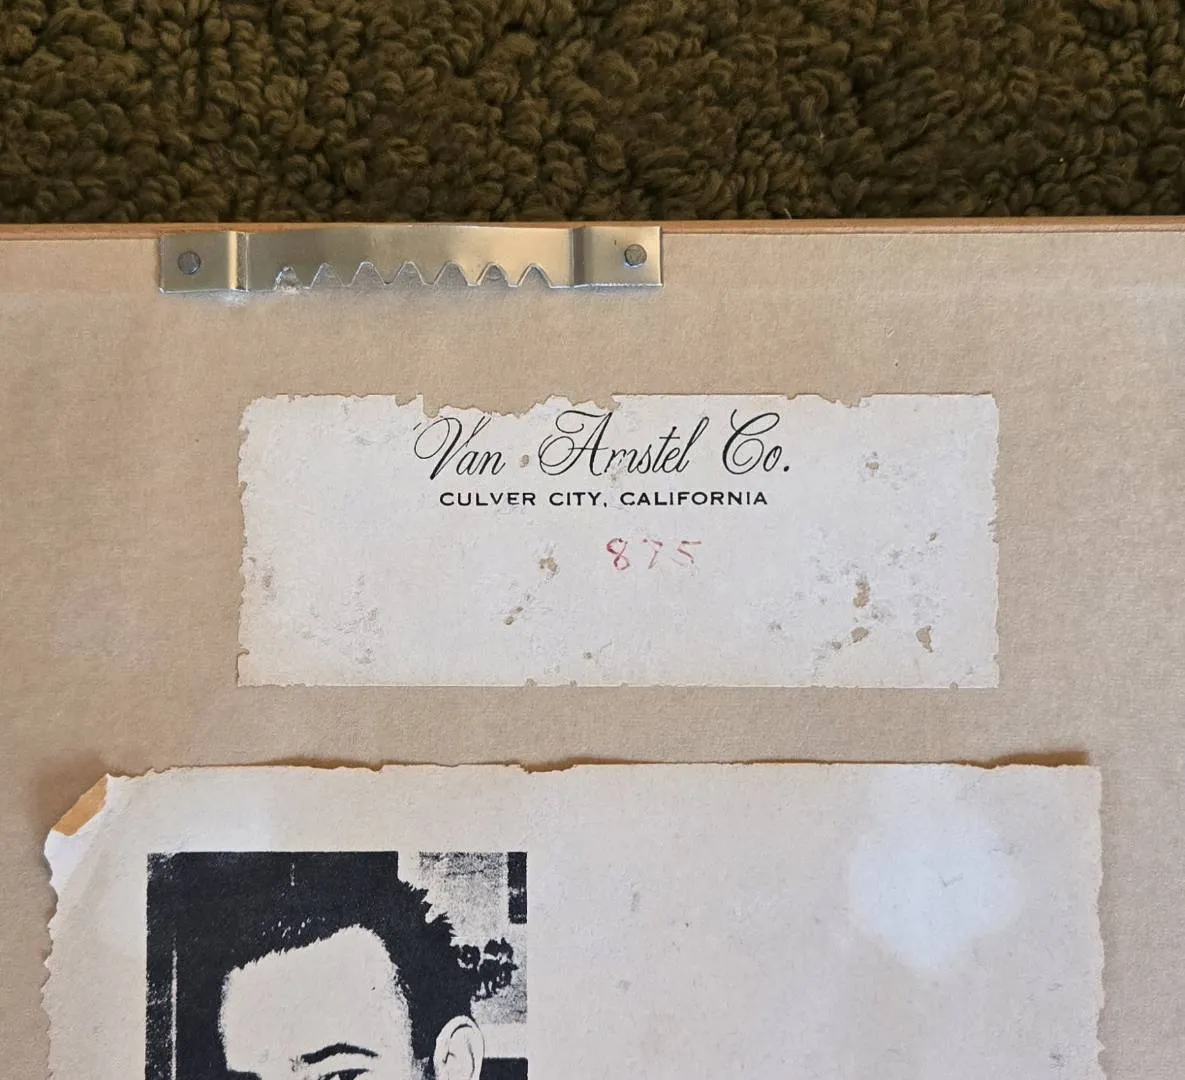 Van Amstel Co.
CULVER CITY, CALIFORNIA
875